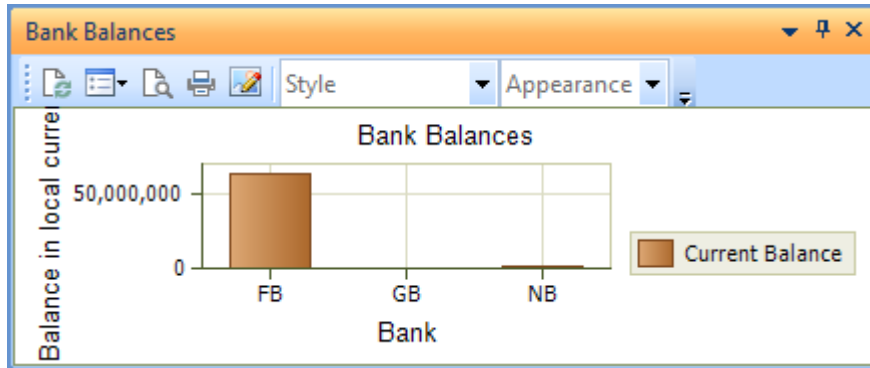 Bank Balances
Style
Appearance
Bank Balances
Balance in local
50,000,000
0
FB
GB
NB
Bank
Current Balance